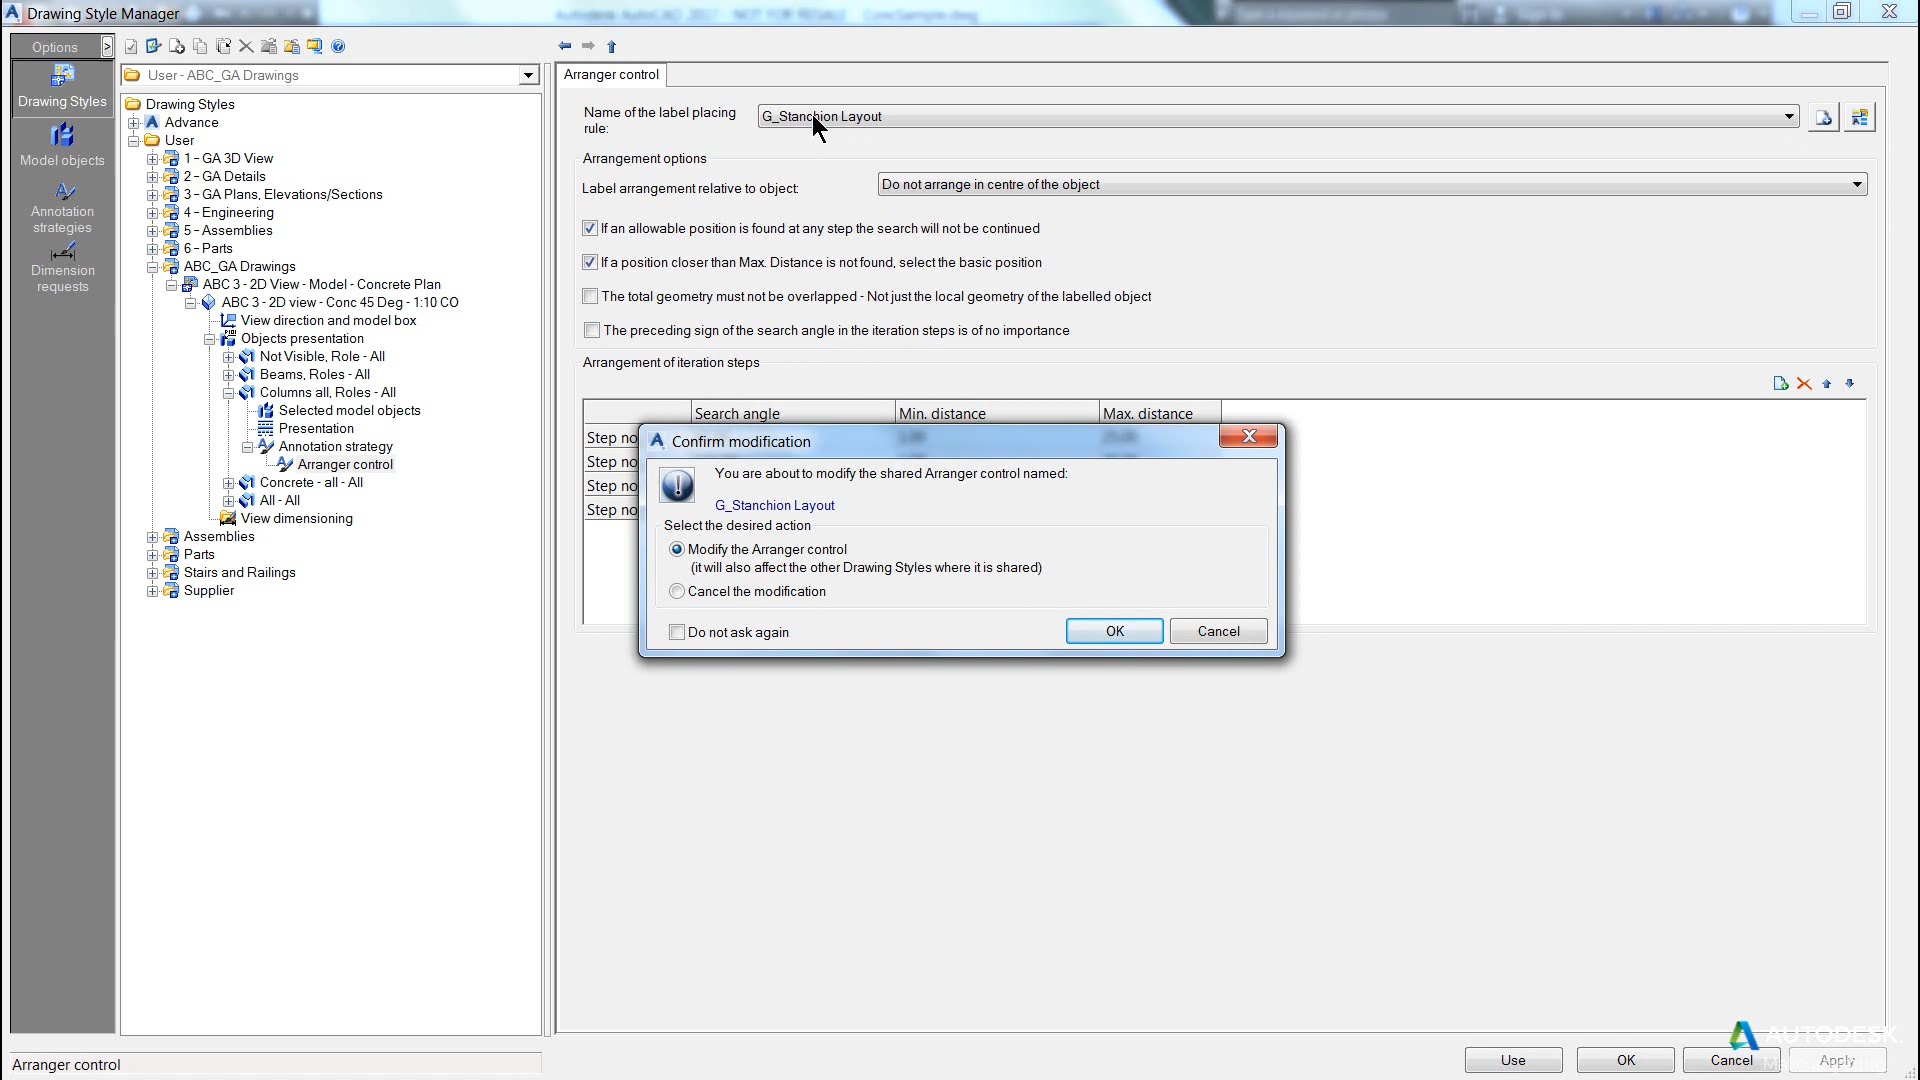 Drawing Style Manager
Options
>
User - ABC_GA Drawings
Drawing Styles
Model objects
Annotation
strategies
Dimension
requests
Drawing Styles
Advance
User
1 - GA 3D View
2 - GA Details
3 - GA Plans, Elevations/Sections
4 - Engineering
5 - Assemblies
6 - Parts
ABC_GA Drawings
ABC 3 - 2D View - Model - Concrete Plan
ABC 3 - 2D view - Conc 45 Deg - 1:10 CO
View direction and model box
Objects presentation
Not Visible, Role - All
Beams, Roles - All
Columns all, Roles - All
Selected model objects
Presentation
Annotation strategy
Arranger control
Concrete - all - All
All - All
View dimensioning
Assemblies
Parts
Stairs and Railings
Supplier
Arranger control
Name of the label placing
rule:
G_Stanchion Layout
Arrangement options
Label arrangement relative to object:
Do not arrange in centre of the object
If an allowable position is found at any step the search will not be continued
If a position closer than Max. Distance is not found, select the basic position
The total geometry must not be overlapped - Not just the local geometry of the labelled object
The preceding sign of the search angle in the iteration steps is of no importance
Arrangement of iteration steps
Search angle Min. distance Max. distance
Step no
Step no
Step no
Step no
Confirm modification
You are about to modify the shared Arranger control named:
G_Stanchion Layout
Select the desired action
Modify the Arranger control
(it will also affect the other Drawing Styles where it is shared)
Cancel the modification
Do not ask again
OK Cancel
AUTODESK.
Arranger control
Use OK Cancel Apply